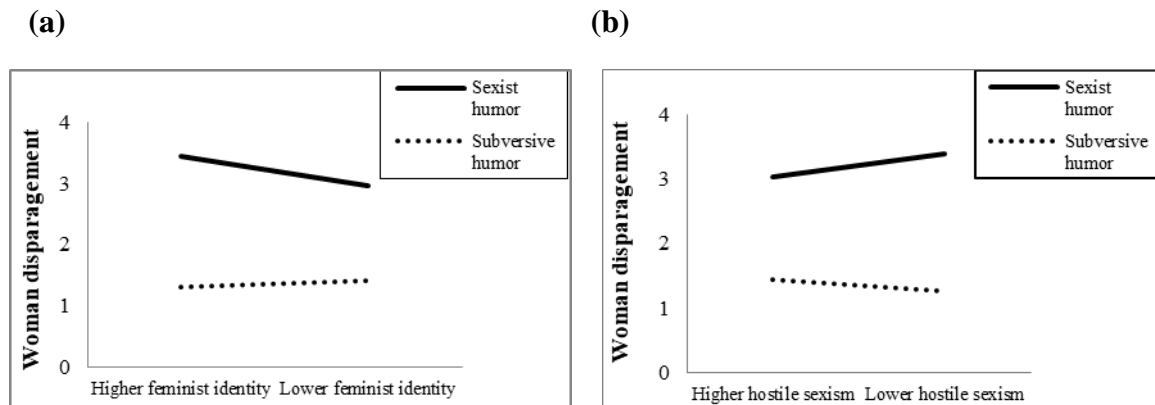 (a)
Sexist
humor
Subversive
humor
Woman disparagement
4
3
2
1
0
Higher feminist identity Lower feminist identity
(b)
Sexist
humor
Subversive
humor
Woman disparagement
4
3
2
1
0
Higher hostile sexism Lower hostile sexism